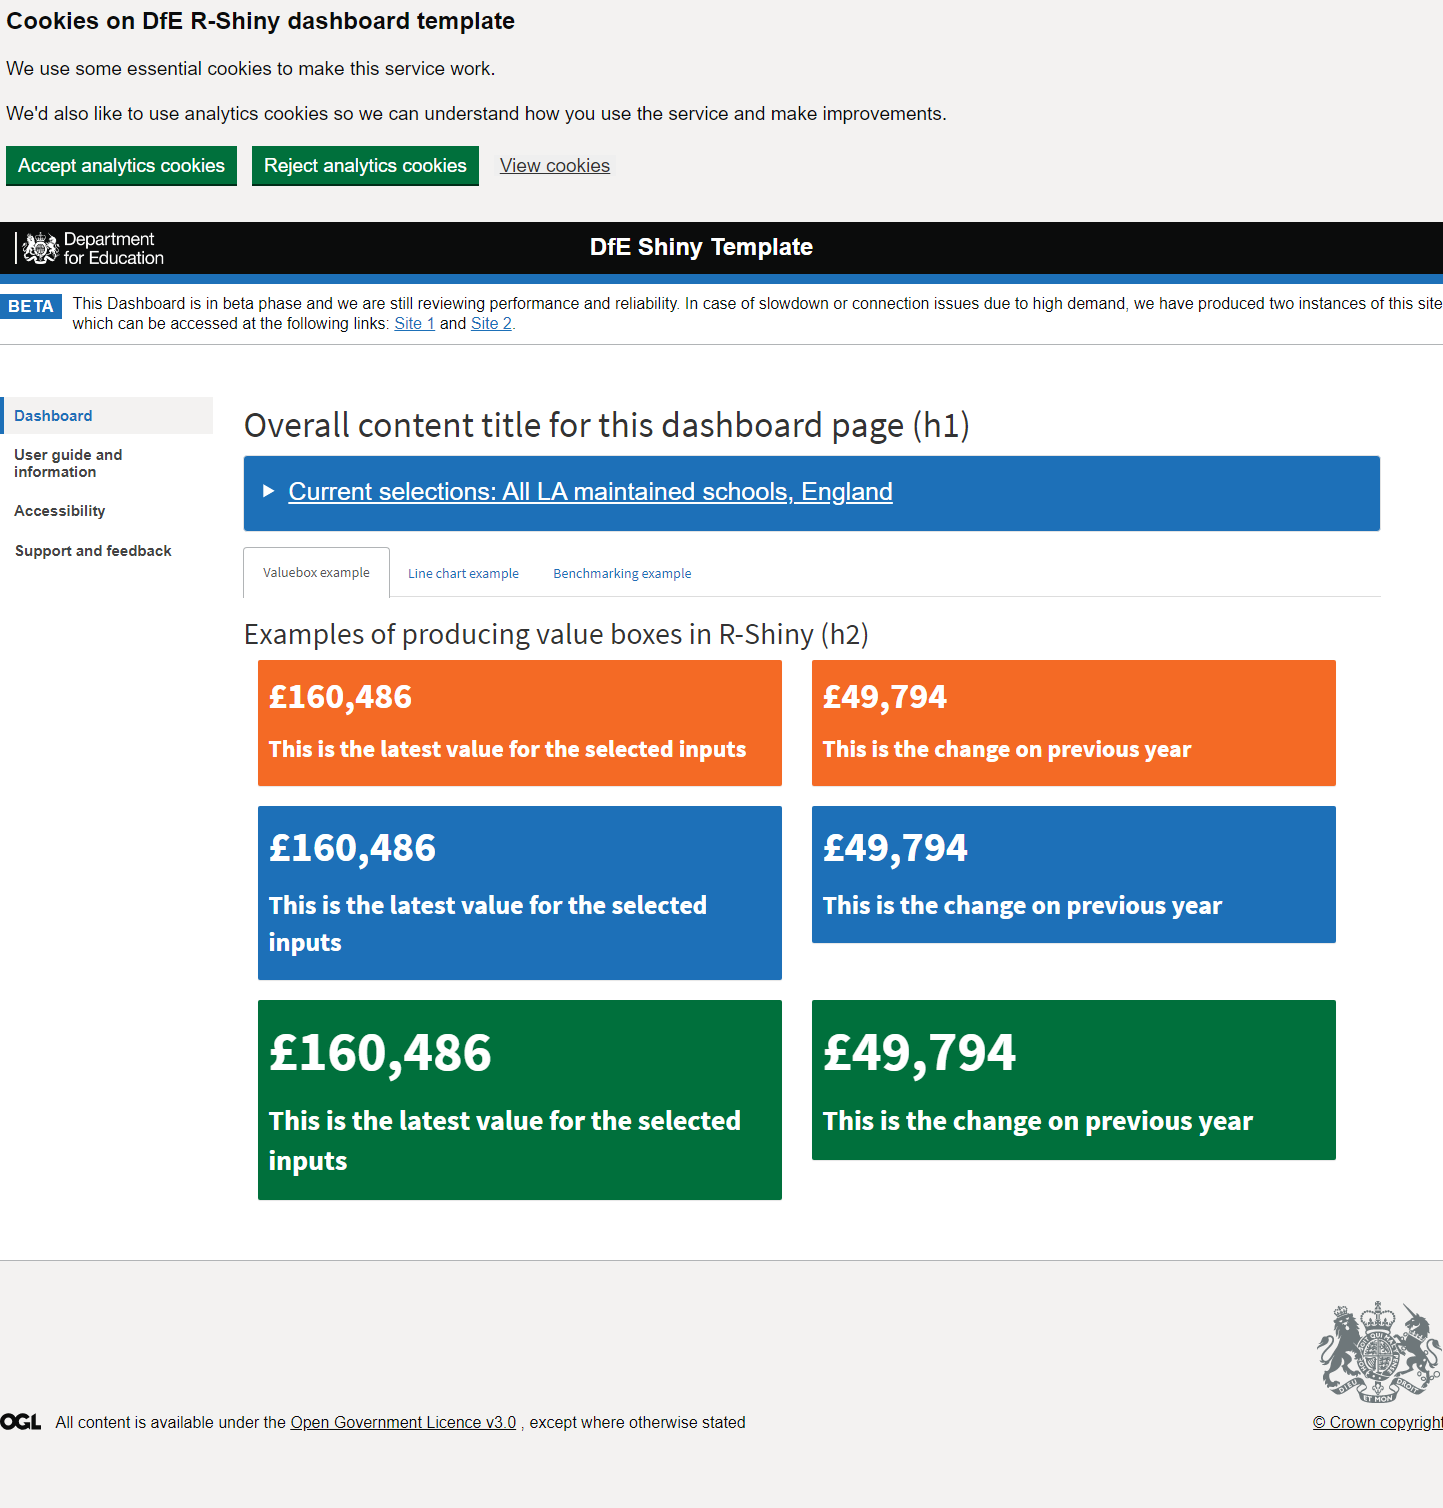 Cookies on DfE R-Shiny dashboard template
We use some essential cookies to make this service work.
We'd also like to use analytics cookies so we can understand how you use the service and make improvements.
Accept analytics cookies
Reject analytics cookies
View cookies
Department
for Education
DfE Shiny Template
BETA
This Dashboard is in beta phase and we are still reviewing performance and reliability. In case of slowdown or connection issues due to high demand, we have produced two instances of this site
which can be accessed at the following links: Site 1 and Site 2.
Dashboard
User guide and
information
Accessibility
Support and feedback
Overall content title for this dashboard page (h1)
Current selections: All LA maintained schools, England
Valuebox example
Line chart example
Benchmarking example
Examples of producing value boxes in R-Shiny (h2)
£160,486
This is the latest value for the selected inputs
£49,794
This is the change on previous year
£160,486
This is the latest value for the selected
inputs
£49,794
This is the change on previous year
£160,486
This is the latest value for the selected
inputs
£49,794
This is the change on previous year
DIEU ET MON DROIT
OGL
All content is available under the Open Government Licence v3.0 , except where otherwise stated
© Crown copyright